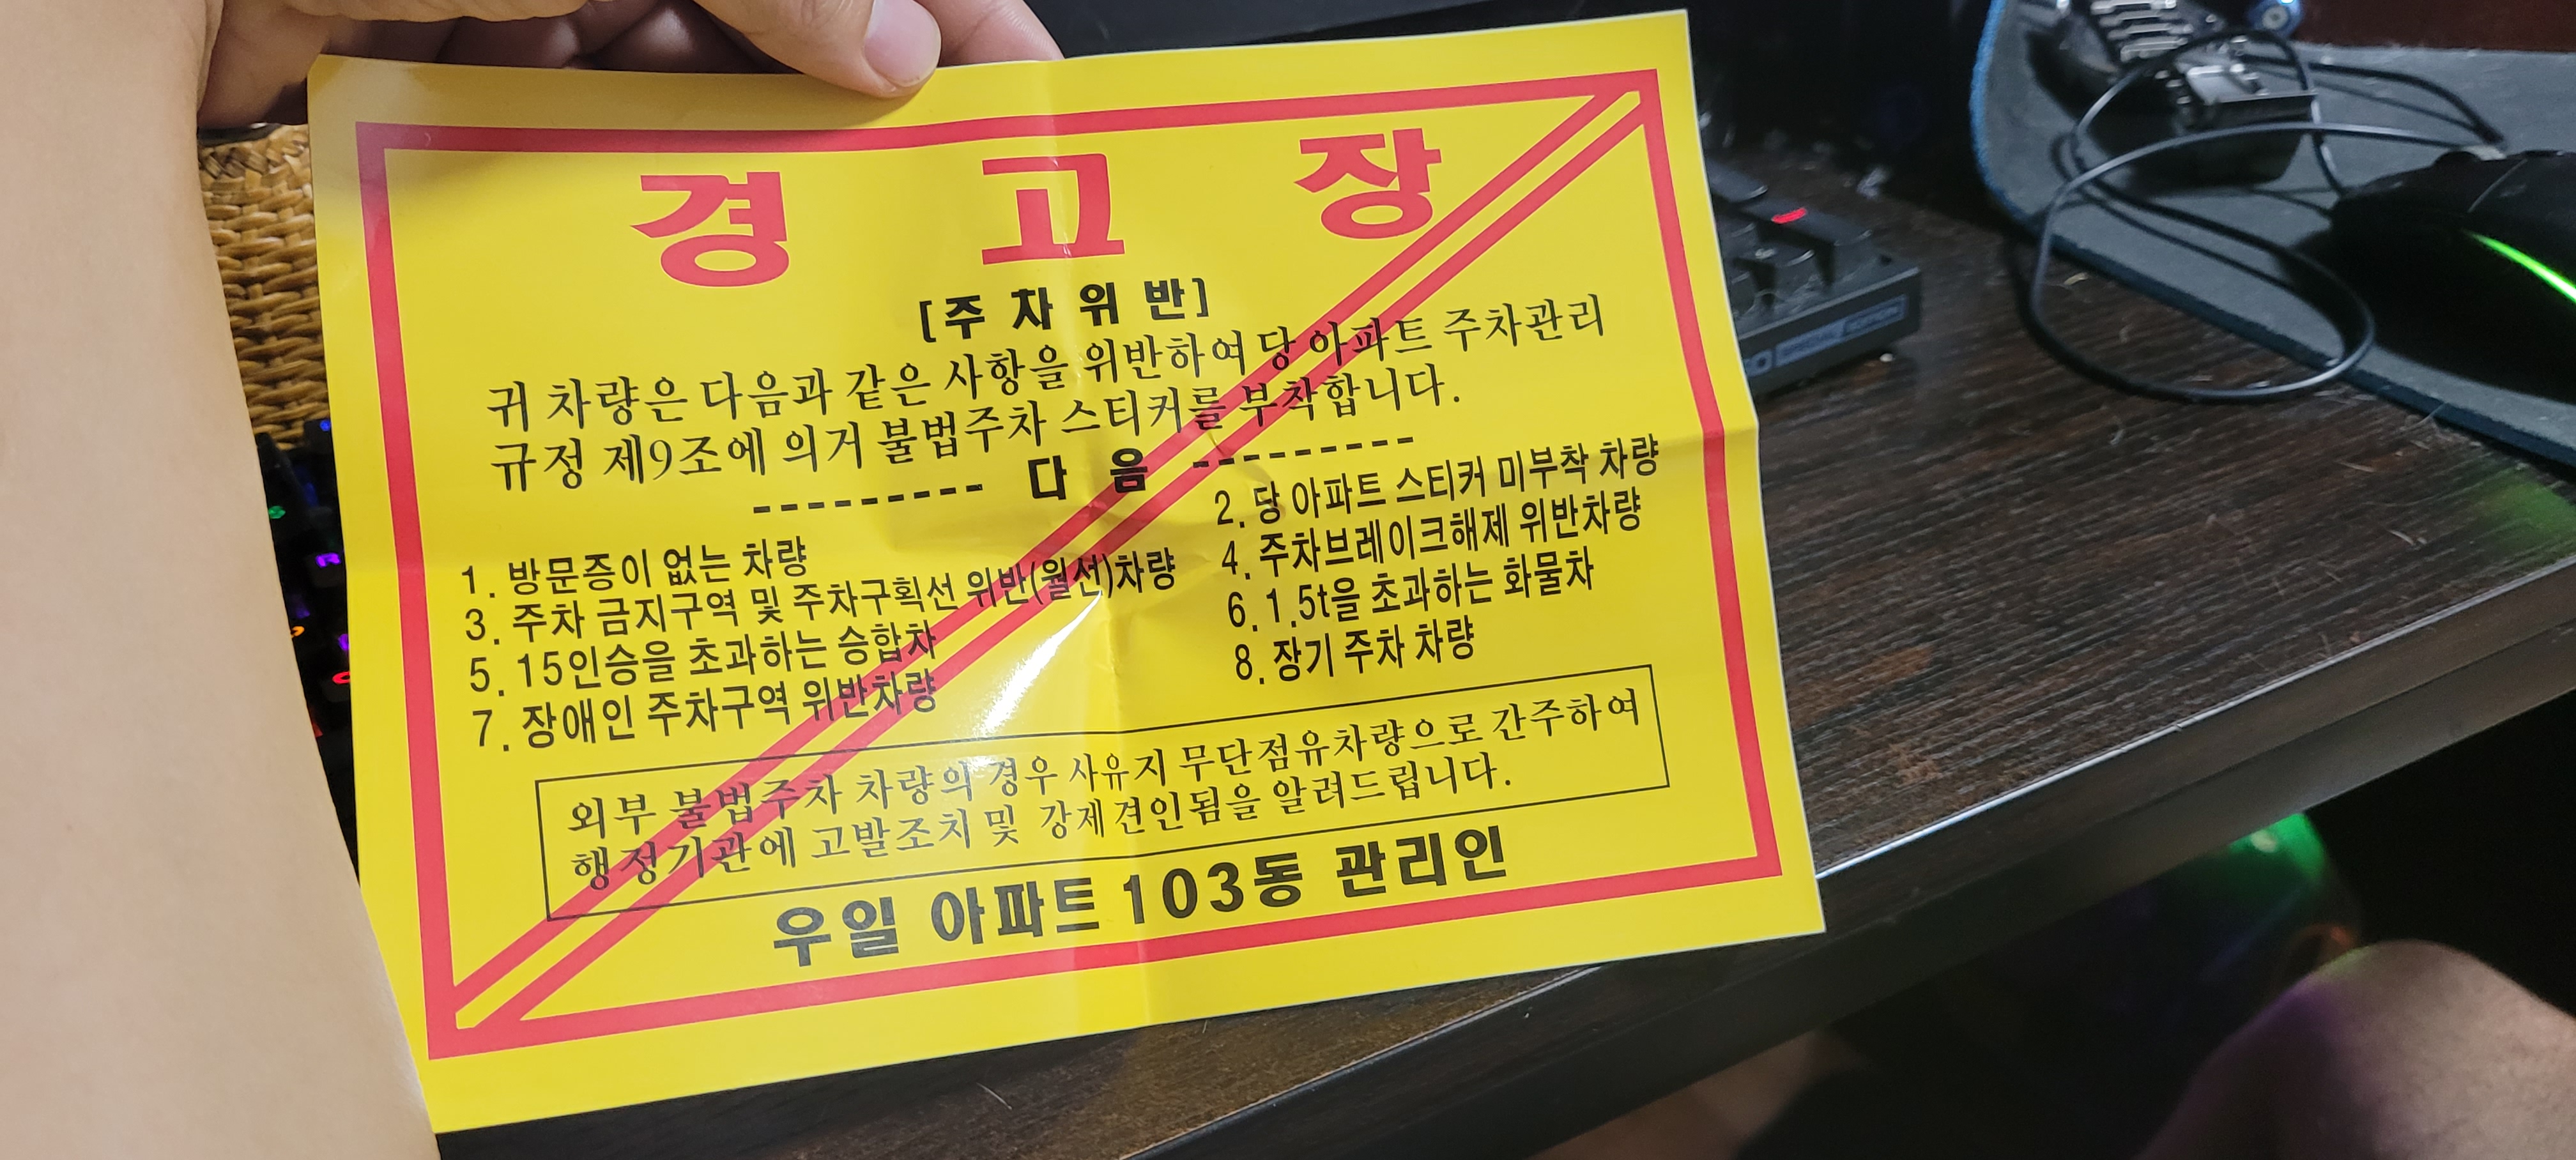 경 고 장
[주 차 위 반]
귀 차량은 다음과 같은 사항을 위반하여 당 아파트 주차관리
규정 제9조에 의거 불법주차 스티커를 부착합니다.
--------- 다 음 ---------
1. 방문증이 없는 차량
2. 당 아파트 스티커 미부착 차량
3. 주차 금지구역 및 주차구획선 위반(월선)차량
4. 주차브레이크해제 위반차량
5. 15인승을 초과하는 승합차
6. 1.5t을 초과하는 화물차
7. 장애인 주차구역 위반차량
8. 장기 주차 차량
외부 불법주차 차량의 경우 사유지 무단점유차량으로 간주하여
행정기관에 고발조치 및 강제견인됨을 알려드립니다.
우일 아파트 103동 관리인